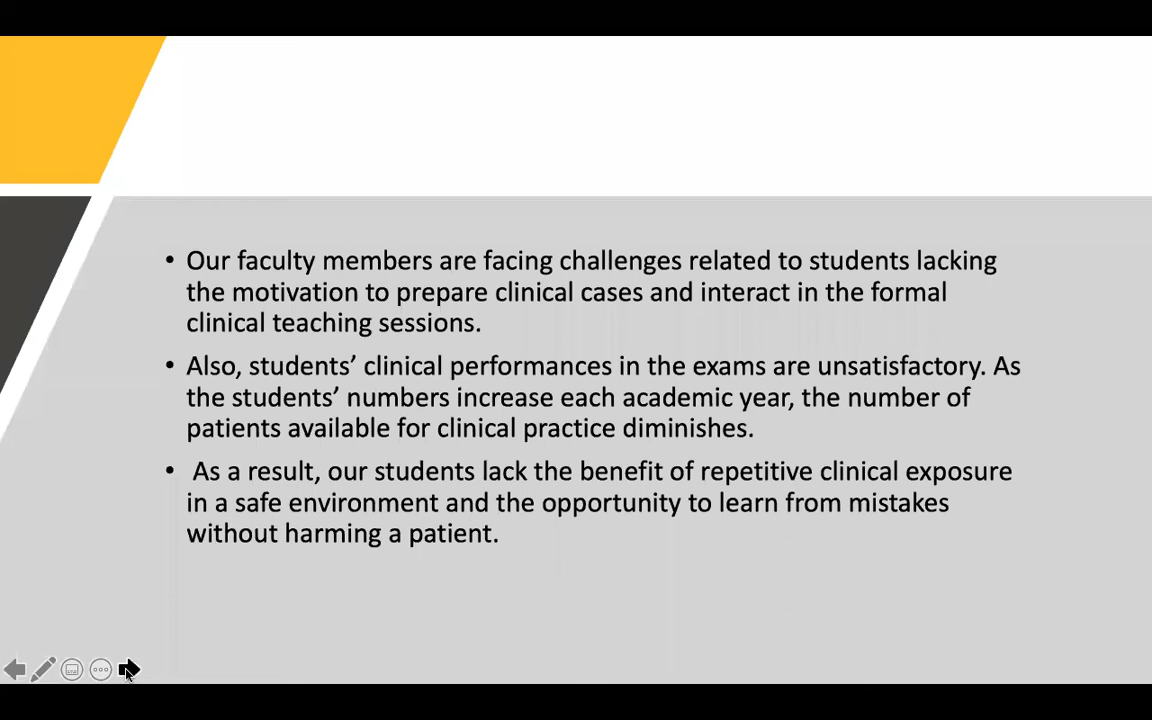 • Our faculty members are facing challenges related to students lacking
the motivation to prepare clinical cases and interact in the formal
clinical teaching sessions.
• Also, students’ clinical performances in the exams are unsatisfactory. As
the students’ numbers increase each academic year, the number of
patients available for clinical practice diminishes.
• As a result, our students lack the benefit of repetitive clinical exposure
in a safe environment and the opportunity to learn from mistakes
without harming a patient.